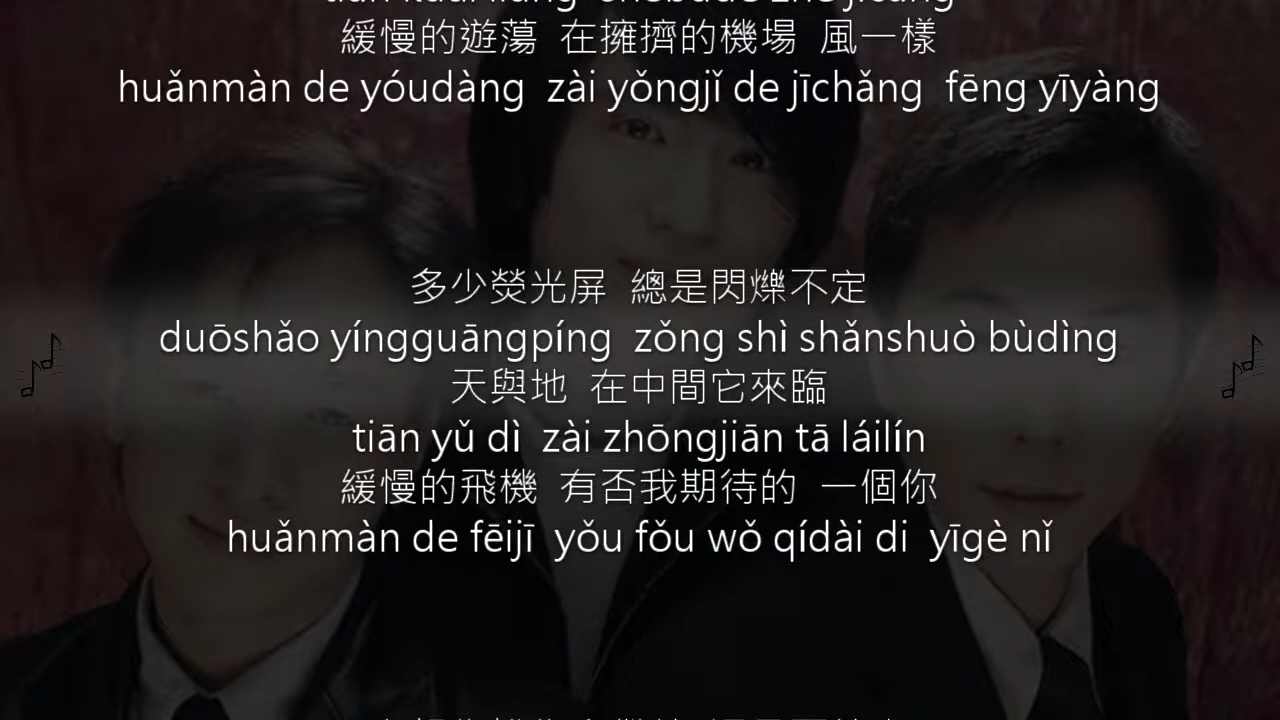 緩慢的遊蕩 在擁擠的機場 風一樣
huǎnmàn de yóudàng zài yǒngjǐ de jīchǎng fēng yīyàng
多少熒光屏 總是閃爍不定
duōshǎo yíngguāngpíng zǒng shì shǎnshuò bùdìng
天與地 在中間它來臨
tiān yǔ dì zài zhōngjiān tā láilín
緩慢的飛機 有否我期待的 一個你
huǎnmàn de fēijī yǒu fǒu wǒ qídài di yīgè nǐ